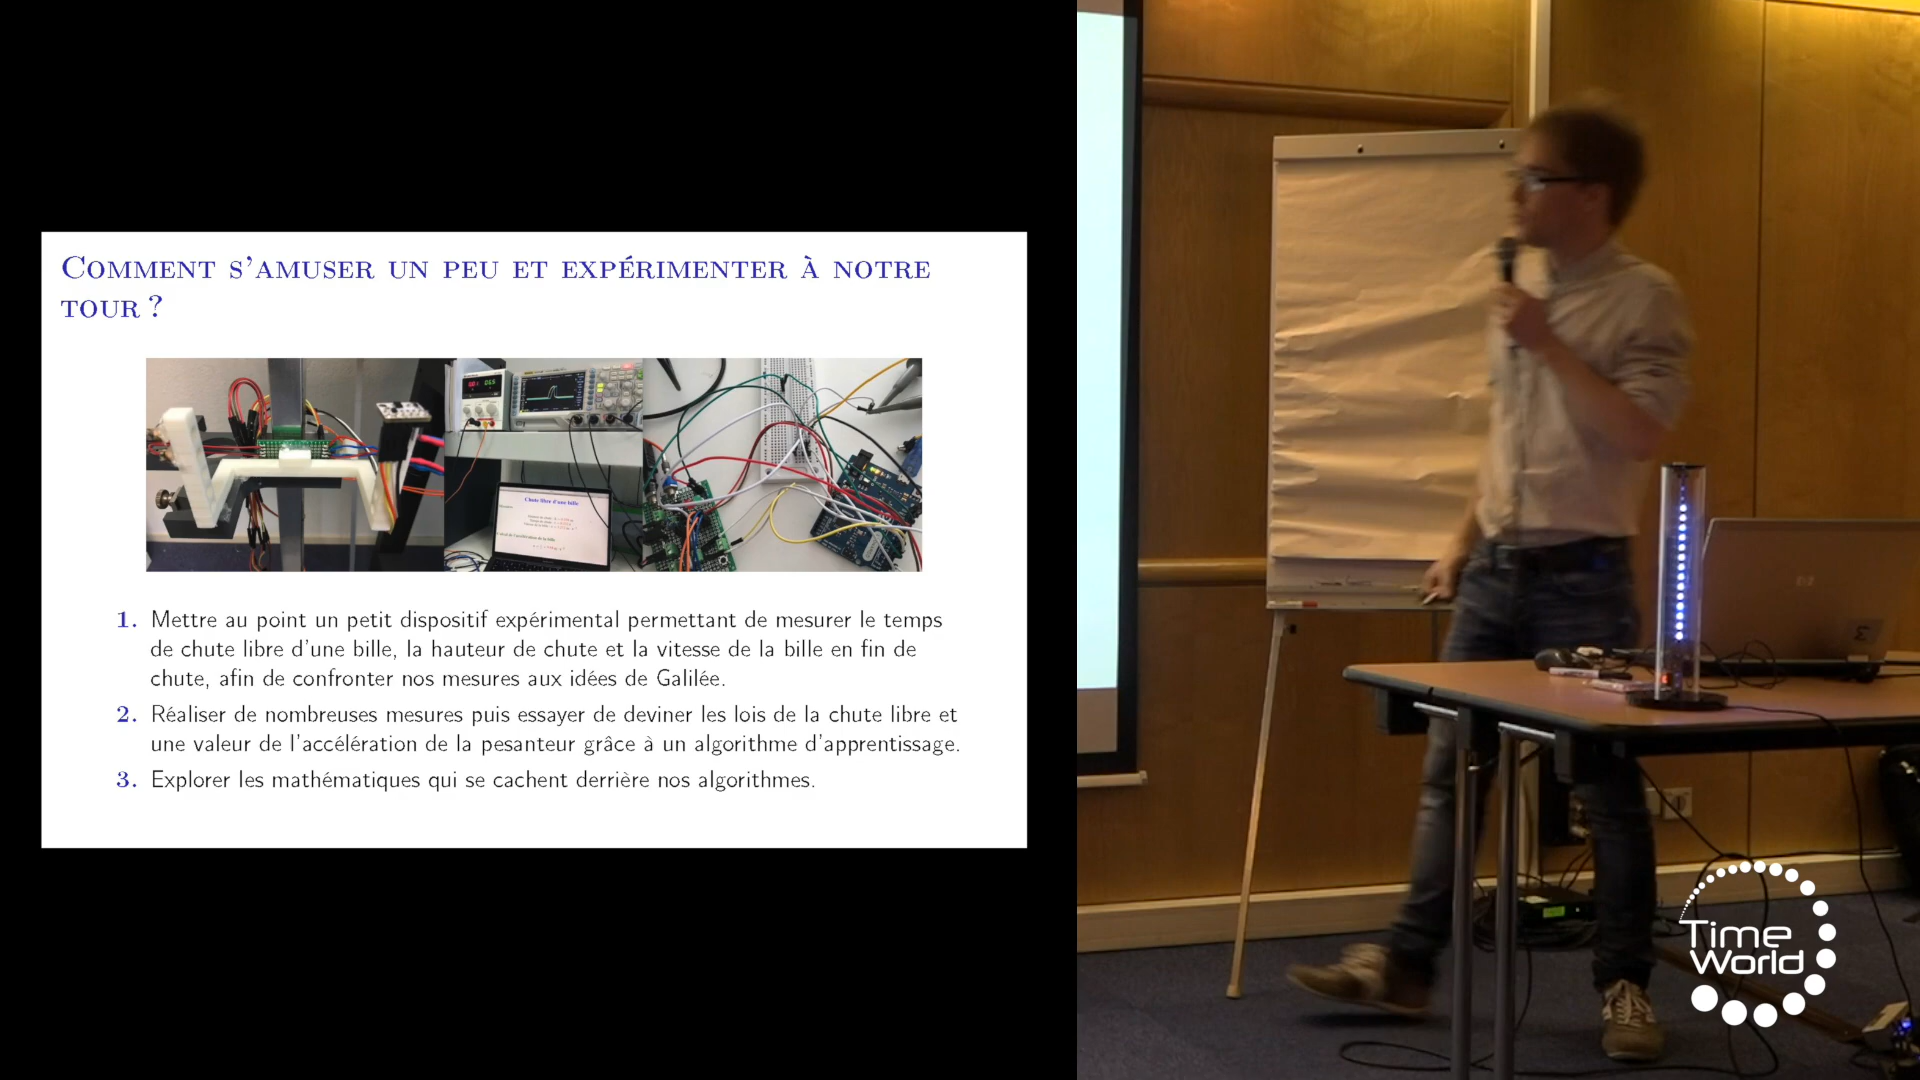 COMMENT S'AMUSER UN PEU ET EXPÉRIMENTER À NOTRE
TOUR ?
Chute libre d'une bille
1. Mettre au point un petit dispositif expérimental permettant de mesurer le temps
de chute libre d'une bille, la hauteur de chute et la vitesse de la bille en fin de
chute, afin de confronter nos mesures aux idées de Galilée.
2. Réaliser de nombreuses mesures puis essayer de deviner les lois de la chute libre et
une valeur de l'accélération de la pesanteur grâce à un algorithme d'apprentissage.
3. Explorer les mathématiques qui se cachent derrière nos algorithmes.
hp
Time
World